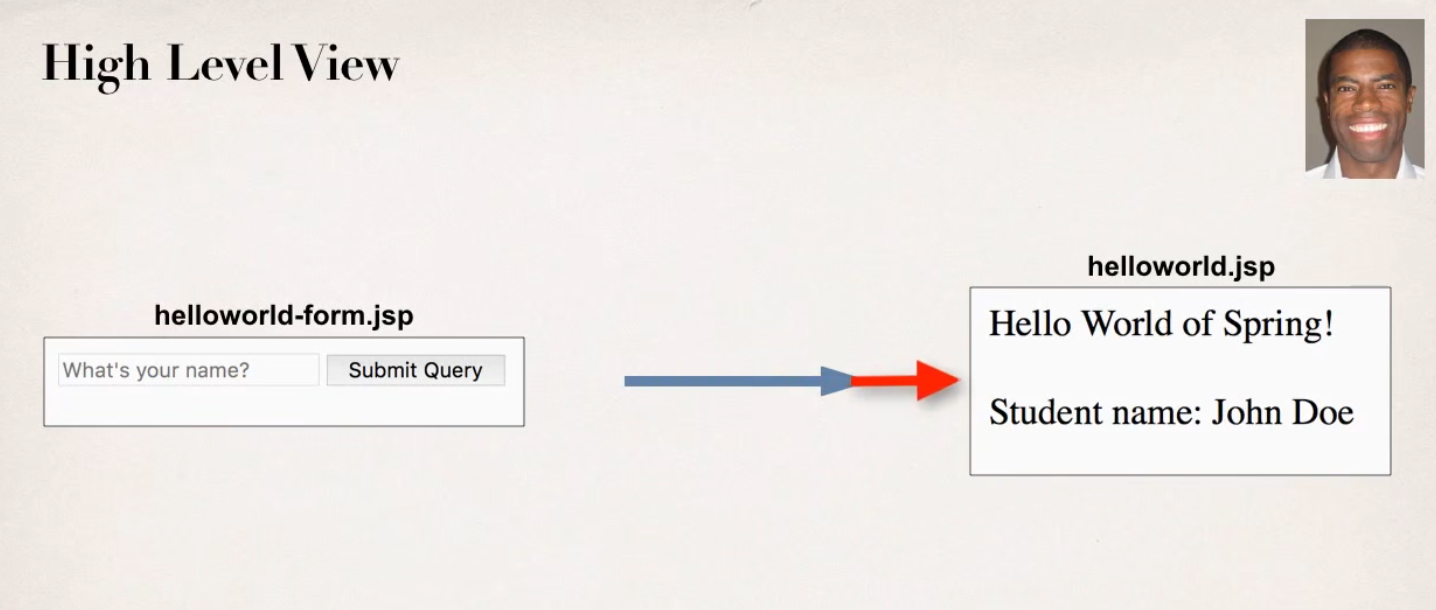 High Level View
helloworld-form.jsp
What's your name?
Submit Query
helloworld.jsp
Hello World of Spring!
Student name: John Doe